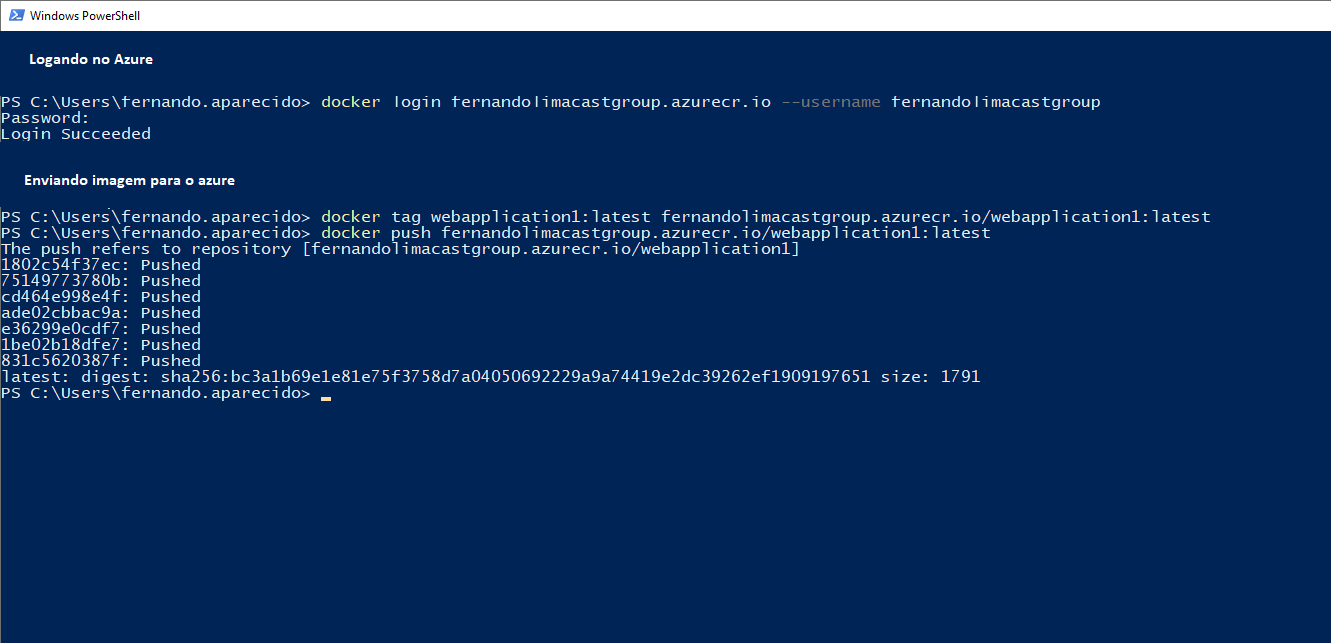 Windows PowerShell
Logando no Azure
PS C:\Users\fernando.aparecido> docker login fernandolimacastgroup.azurecr.io --username fernandolimacastgroup
Password:
Login Succeeded
Enviando imagem para o azure
PS C:\Users\fernando.aparecido> docker tag webapplication1:latest fernandolimacastgroup.azurecr.io/webapplication1:latest
PS C:\Users\fernando.aparecido> docker push fernandolimacastgroup.azurecr.io/webapplication1:latest
The push refers to repository [fernandolimacastgroup.azurecr.io/webapplication1]
1802c54f37ec: Pushed
75149773780b: Pushed
cd464e998e4f: Pushed
ade02cbbac9a: Pushed
e36299e0cdf7: Pushed
1be02b18dfe7: Pushed
831c5620387f: Pushed
latest: digest: sha256:bc3a1b69e1e81e75f3758d7a04050692229a9a74419e2dc39262ef1909197651 size: 1791
PS C:\Users\fernando.aparecido>